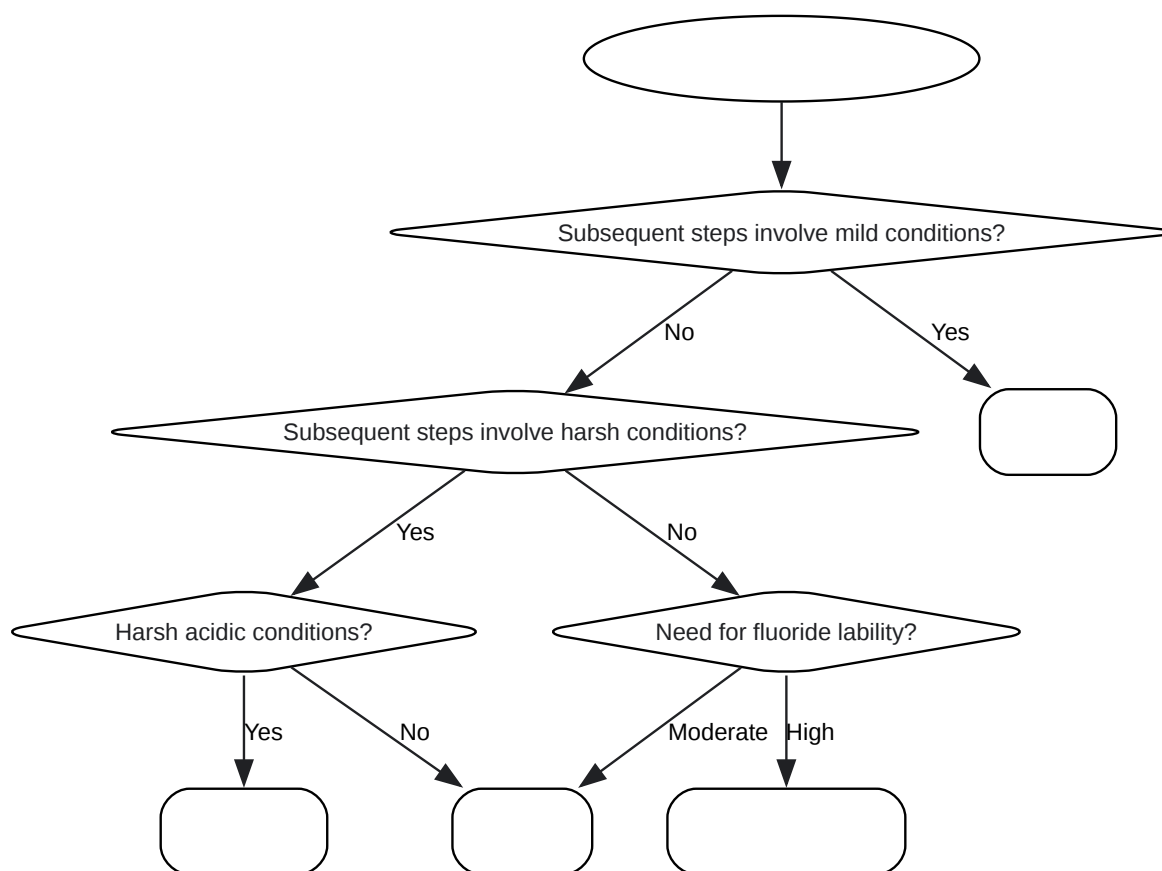 Subsequent steps involve mild conditions?
No
Yes
Subsequent steps involve harsh conditions?
Yes
No
Harsh acidic conditions?
Need for fluoride lability?
Yes
No
Moderate
High